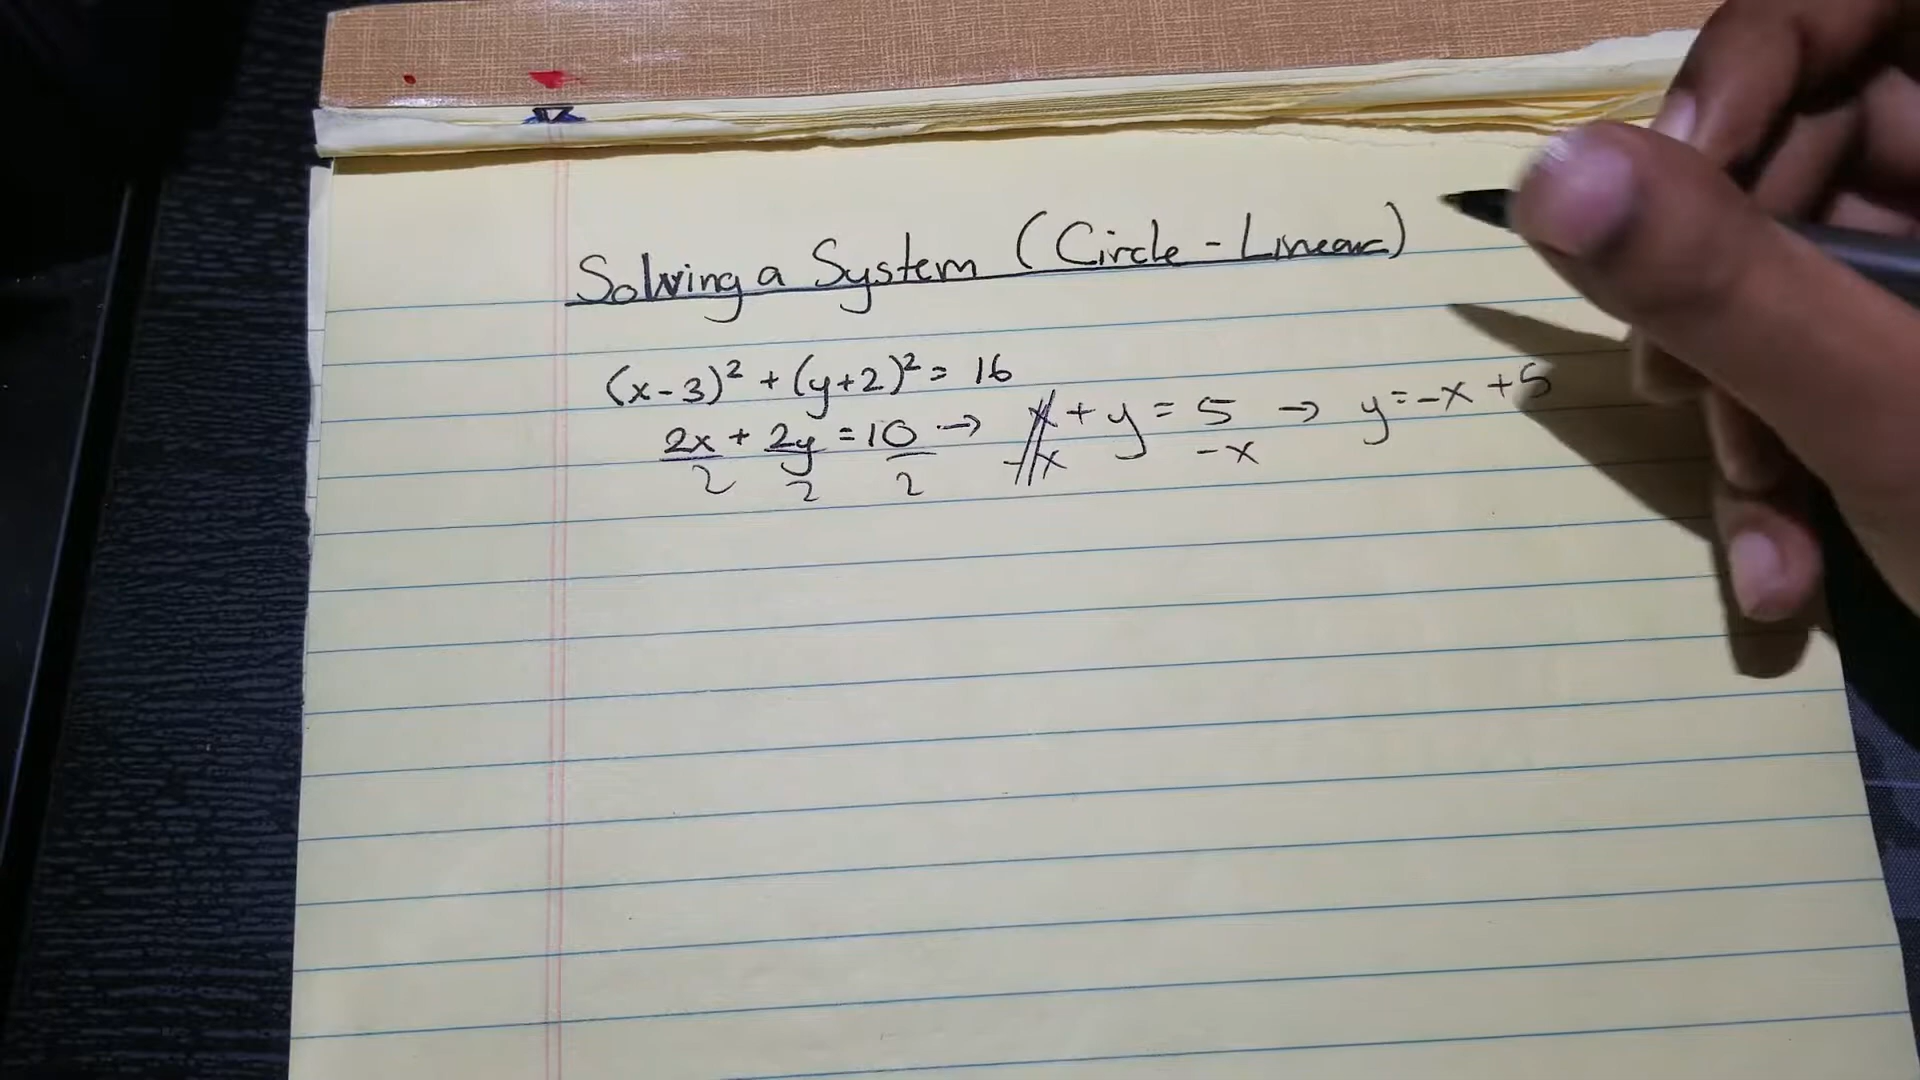 Solving a System (Circle - Linear)
(x-3)² + (y+2)² = 16
2x/2 + 2y/2 = 10/2 → x + y = 5 → y = -x + 5
-x -x